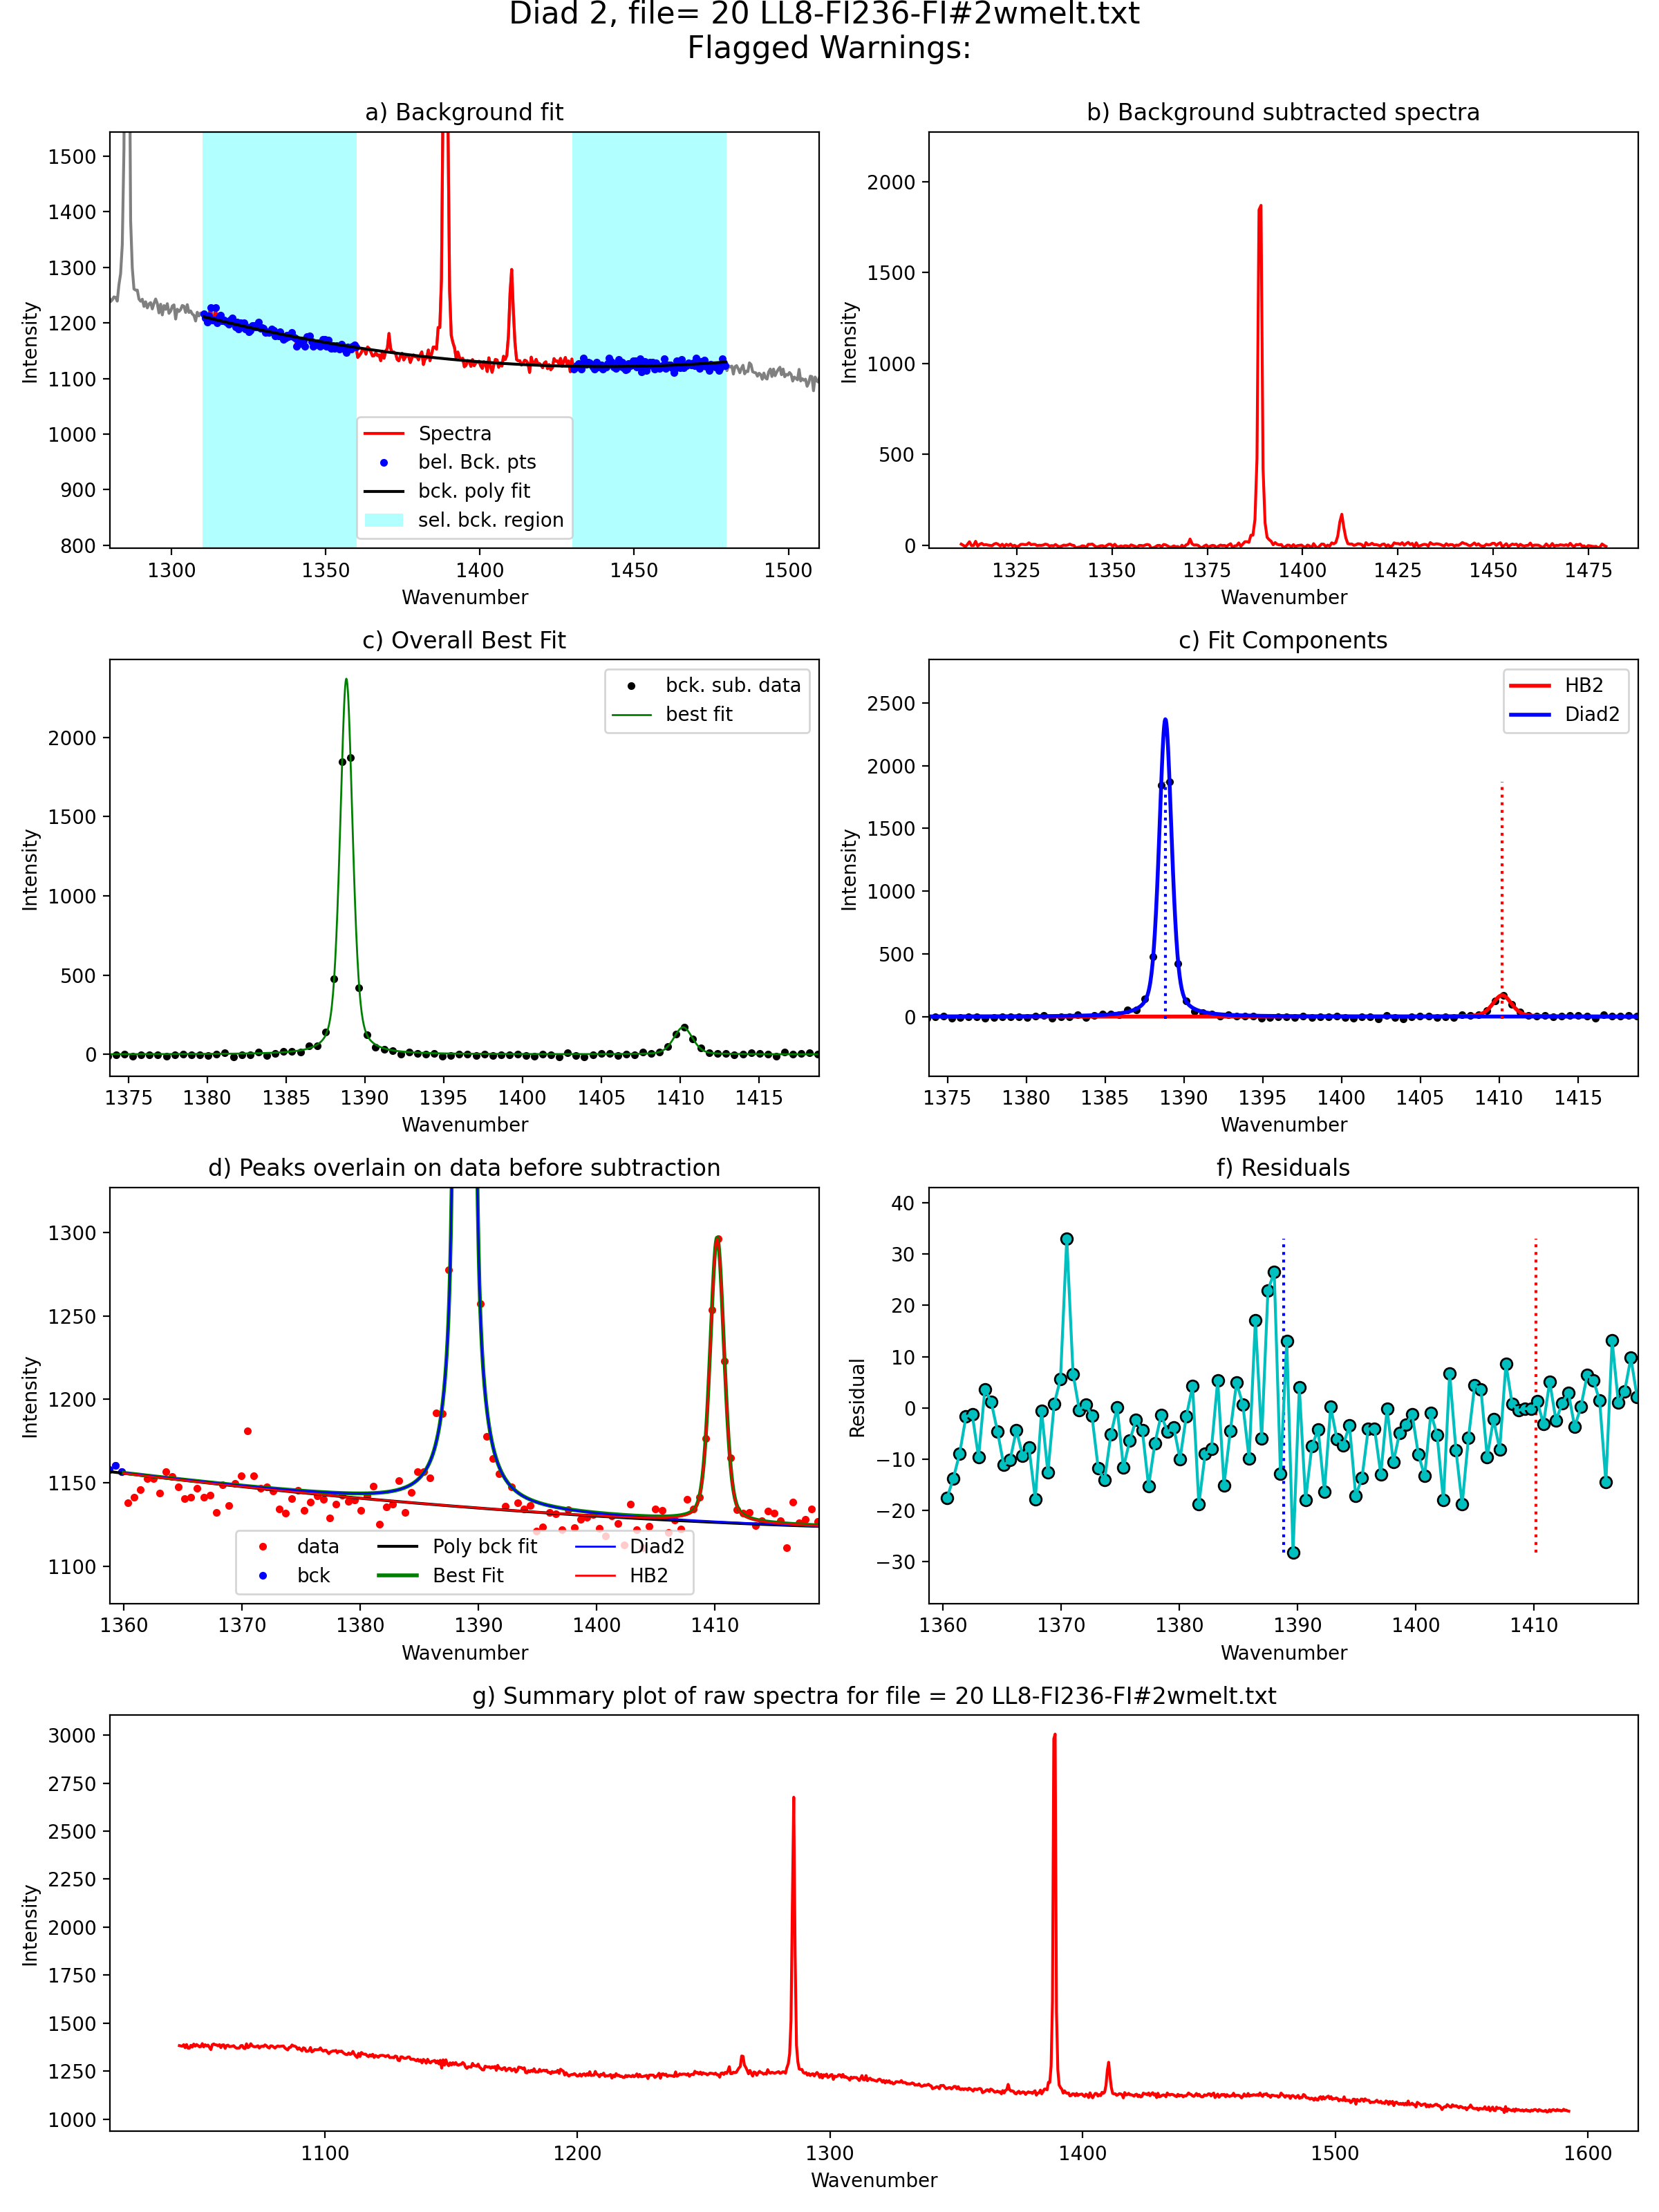 Diad 2, file= 20 LL8-FI236-FI#2wmelt.txt
Flagged Warnings:
a) Background fit
1500
1400
1300
1200
1100
1000
900
800
Intensity
Spectra
bel. Bck. pts
bck. poly fit
sel. bck. region
1300 1350 1400 1450 1500
Wavenumber
b) Background subtracted spectra
2000
1500
1000
500
0
Intensity
1325 1350 1375 1400 1425 1450 1475
Wavenumber
c) Overall Best Fit
2000
1500
1000
500
0
Intensity
bck. sub. data
best fit
1375 1380 1385 1390 1395 1400 1405 1410 1415
Wavenumber
c) Fit Components
2500
2000
1500
1000
500
0
Intensity
HB2
Diad2
1375 1380 1385 1390 1395 1400 1405 1410 1415
Wavenumber
d) Peaks overlain on data before subtraction
1300
1250
1200
1150
1100
Intensity
data Poly bck fit Diad2
bck Best Fit HB2
1360 1370 1380 1390 1400 1410
Wavenumber
f) Residuals
40
30
20
10
0
−10
−20
−30
Residual
1360 1370 1380 1390 1400 1410
Wavenumber
g) Summary plot of raw spectra for file = 20 LL8-FI236-FI#2wmelt.txt
3000
2750
2500
2250
2000
1750
1500
1250
1000
Intensity
1100 1200 1300 1400 1500 1600
Wavenumber